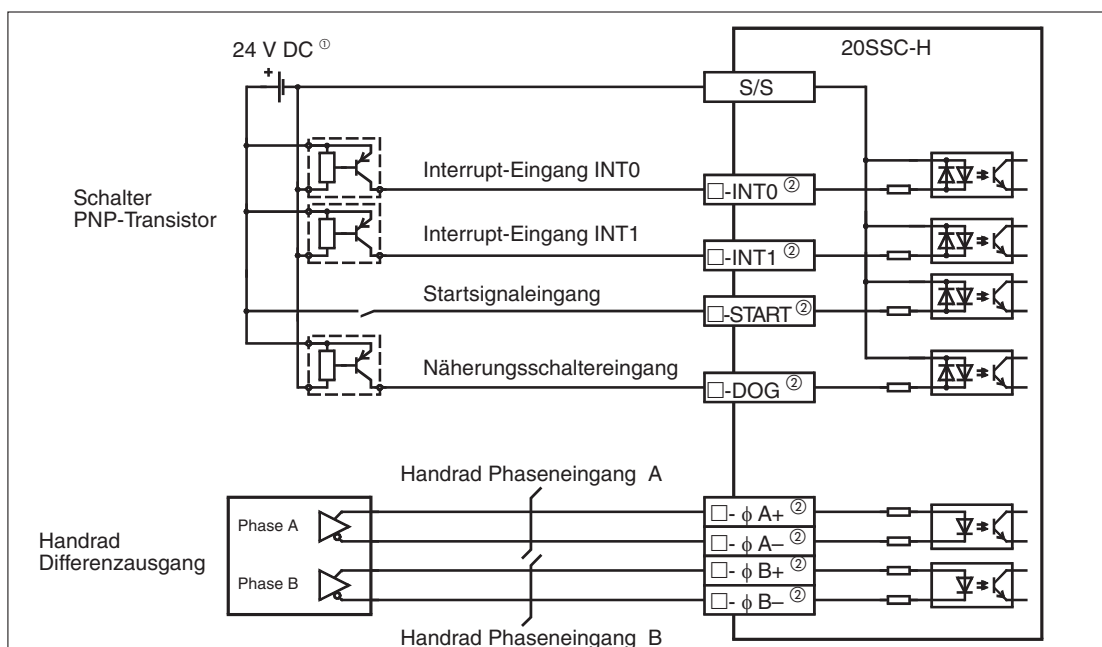 24 V DC ①
+
20SSC-H
S/S
Schalter
PNP-Transistor
Interrupt-Eingang INT0
□-INT0 ②
Interrupt-Eingang INT1
□-INT1 ②
Startsignaleingang
□-START ②
Näherungsschaltereingang
□-DOG ②
Handrad Phaseneingang A
Handrad
Differenzausgang
Phase A
□- ϕ A+ ②
□- ϕ A– ②
Phase B
□- ϕ B+ ②
□- ϕ B– ②
Handrad Phaseneingang B